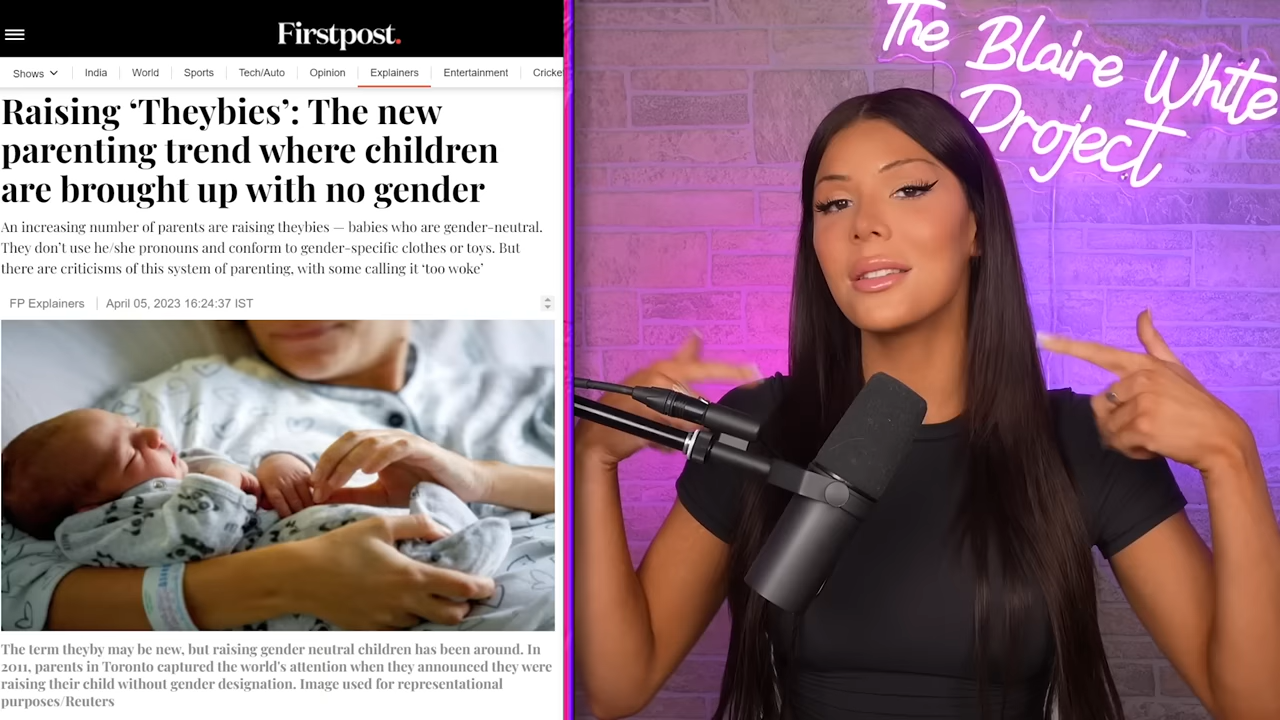 Firstpost.
Shows India World Sports Tech/Auto Opinion Explainers Entertainment
Raising ‘Theybies’: The new
parenting trend where children
are brought up with no gender
An increasing number of parents are raising theybies — babies who are gender-neutral.
They don’t use he/she pronuns and conform to gender-specific clothes or toys. But
there are criticisms of this system of parenting, with some calling it ‘too woke’
FP Explainers April 05, 2023 16:24:37 IST
The term theyby may be new, but raising gender neutral children has been around. In
2011, parents in Toronto captured the world's attention when they announced they were
raising their child without gender designation. Image used for representational
purposes/Reuters
The Blaire White
Project